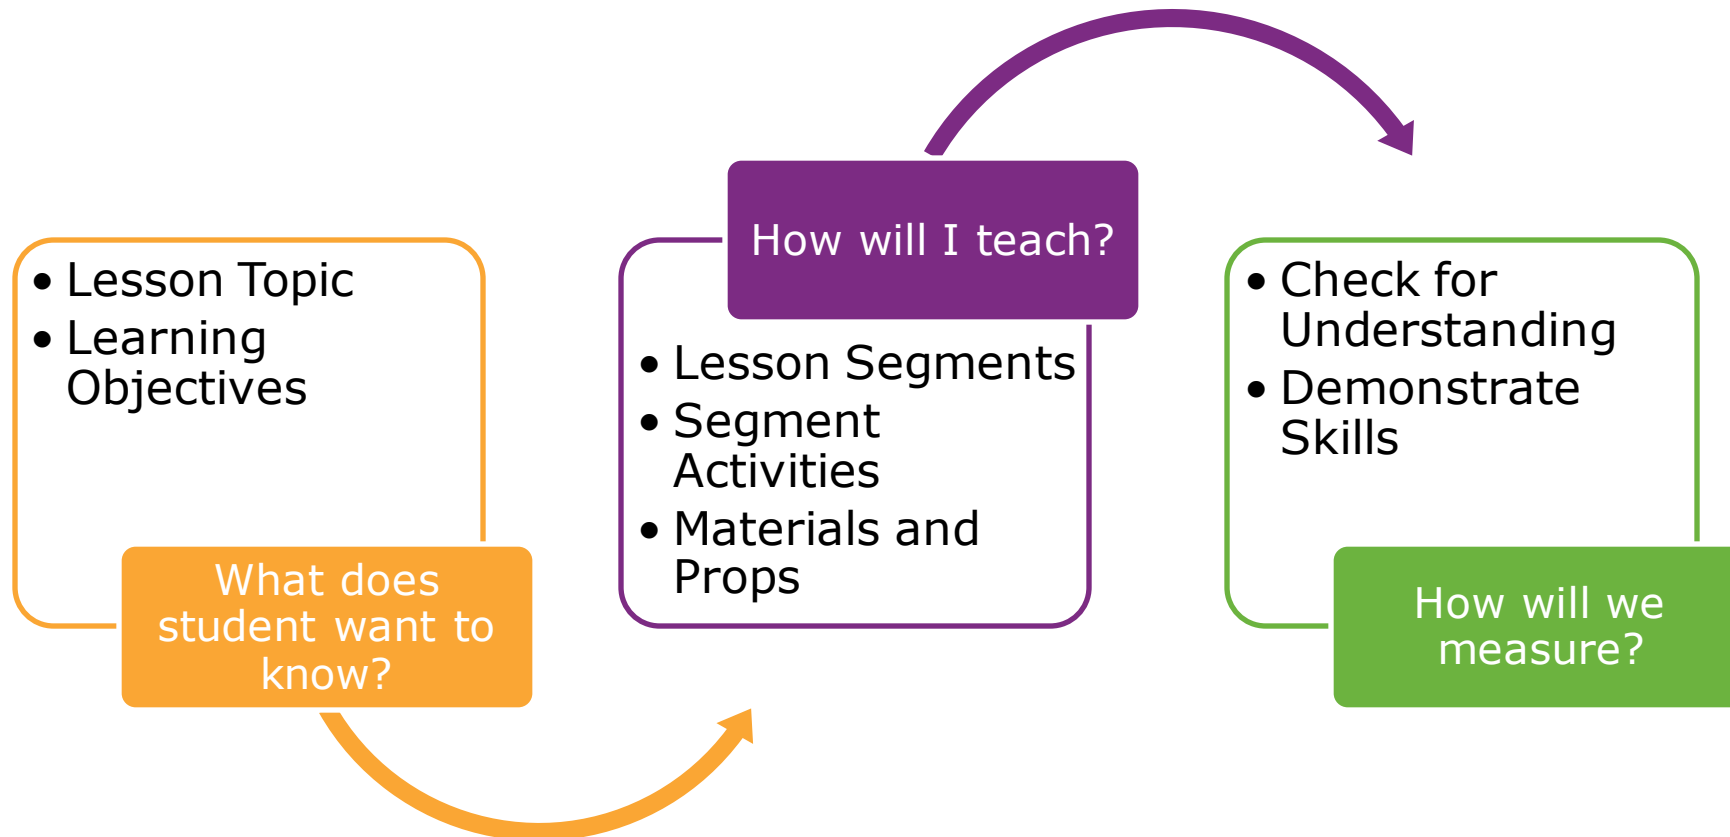 • Lesson Topic
• Learning
Objectives
What does
student want to
know?
How will I teach?
• Lesson Segments
• Segment
Activities
• Materials and
Props
• Check for
Understanding
• Demonstrate
Skills
How will we
measure?